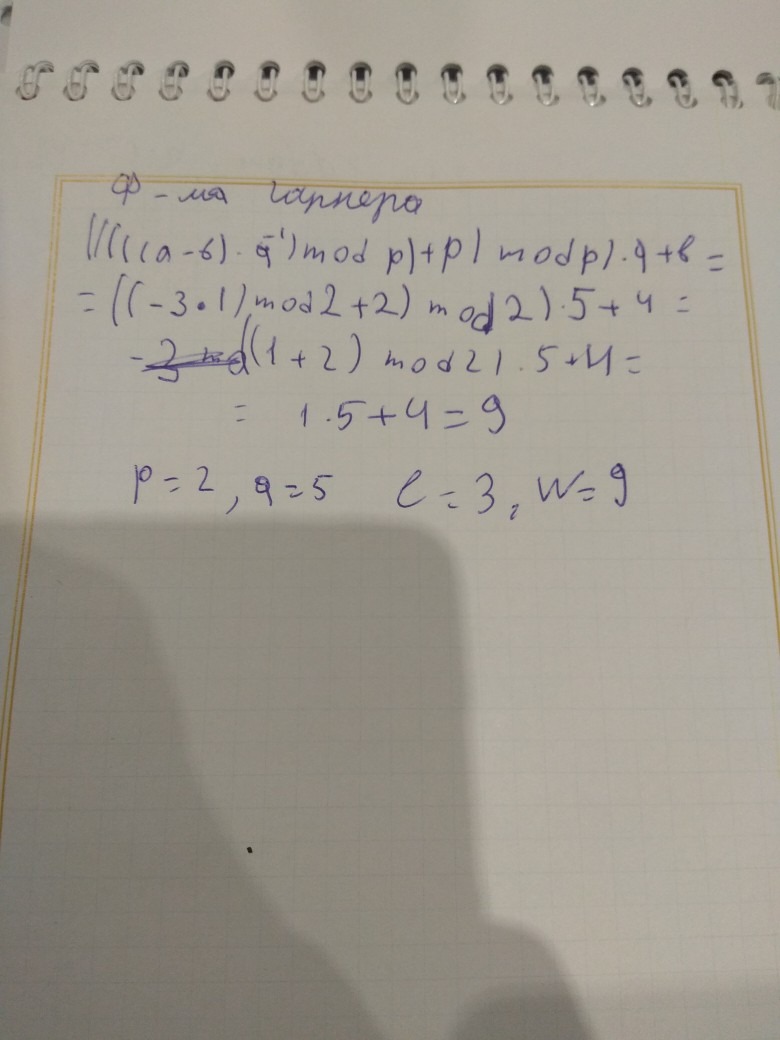 Ф-ла Гарнера
(((((a-b)·q⁻¹) mod p)+p) mod p)·q+b =
= ((-3·1) mod 2+2) mod 2)·5+4 =
((1+2) mod 2)·5+4=
= 1·5+4=9
p=2, q=5 l=3, W=9